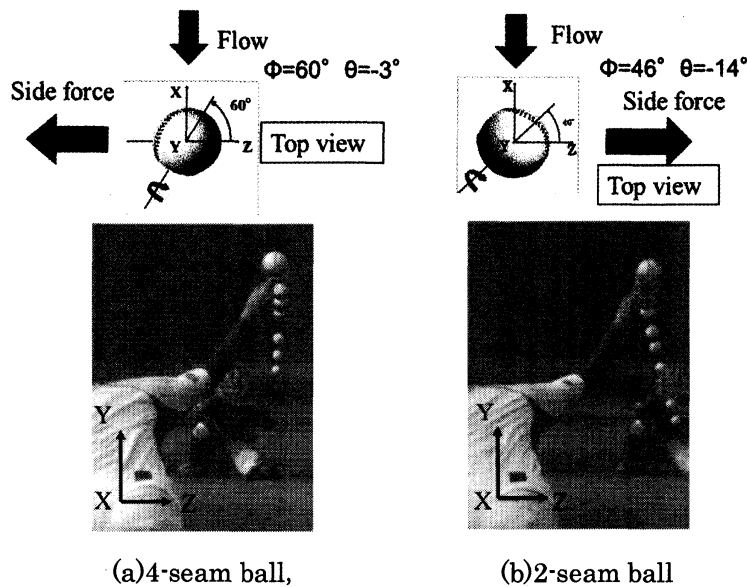 Flow
Φ=60° θ=-3°
Side force
X
60°
Y
Z
Top view
Flow
Φ=46° θ=-14°
Side force
X
Y
Z
Top view
Y
X
Z
Y
X
Z
(a)4-seam ball,
(b)2-seam ball